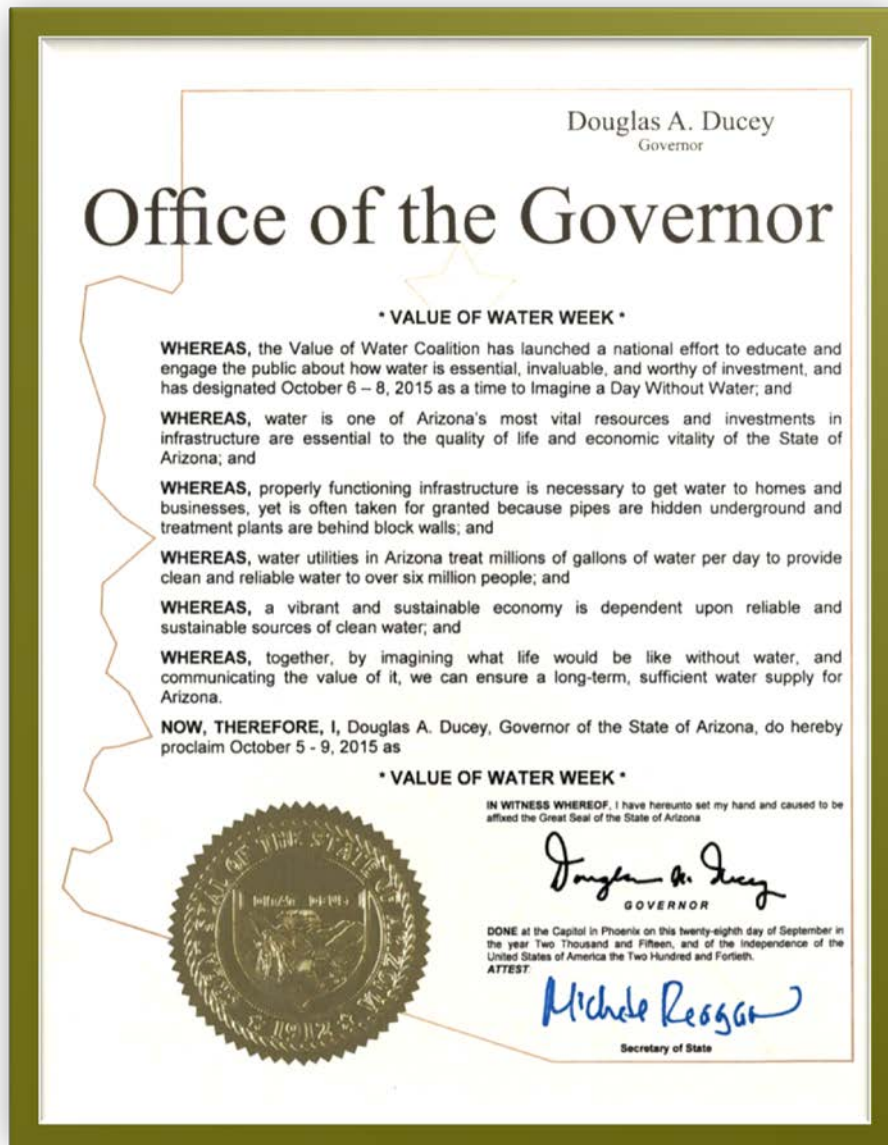 Douglas A. Ducey
Governor
Office of the Governor
* VALUE OF WATER WEEK *
WHEREAS, the Value of Water Coalition has launched a national effort to educate and
engage the public about how water is essential, invaluable, and worthy of investment, and
has designated October 6 – 8, 2015 as a time to Imagine a Day Without Water; and
WHEREAS, water is one of Arizona's most vital resources and investments in
infrastructure are essential to the quality of life and economic vitality of the State of
Arizona; and
WHEREAS, properly functioning infrastructure is necessary to get water to homes and
businesses, yet is often taken for granted because pipes are hidden underground and
treatment plants are behind block walls; and
WHEREAS, water utilities in Arizona treat millions of gallons of water per day to provide
clean and reliable water to over six million people; and
WHEREAS, a vibrant and sustainable economy is dependent upon reliable and
sustainable sources of clean water; and
WHEREAS, together, by imagining what life would be like without water, and
communicating the value of it, we can ensure a long-term, sufficient water supply for
Arizona.
NOW, THEREFORE, I, Douglas A. Ducey, Governor of the State of Arizona, do hereby
proclaim October 5 - 9, 2015 as
* VALUE OF WATER WEEK *
IN WITNESS WHEREOF, I have hereunto set my hand and caused to be
affixed the Great Seal of the State of Arizona
Douglas A. Ducey
GOVERNOR
DONE at the Capitol in Phoenix on this twenty-eighth day of September in
the year Two Thousand and Fifteen, and of the Independence of the
United States of America the Two Hundred and Fortieth.
ATTEST:
Michele Reagan
Secretary of State
GREAT SEAL OF THE STATE OF ARIZONA
DITAT DEUS
1912